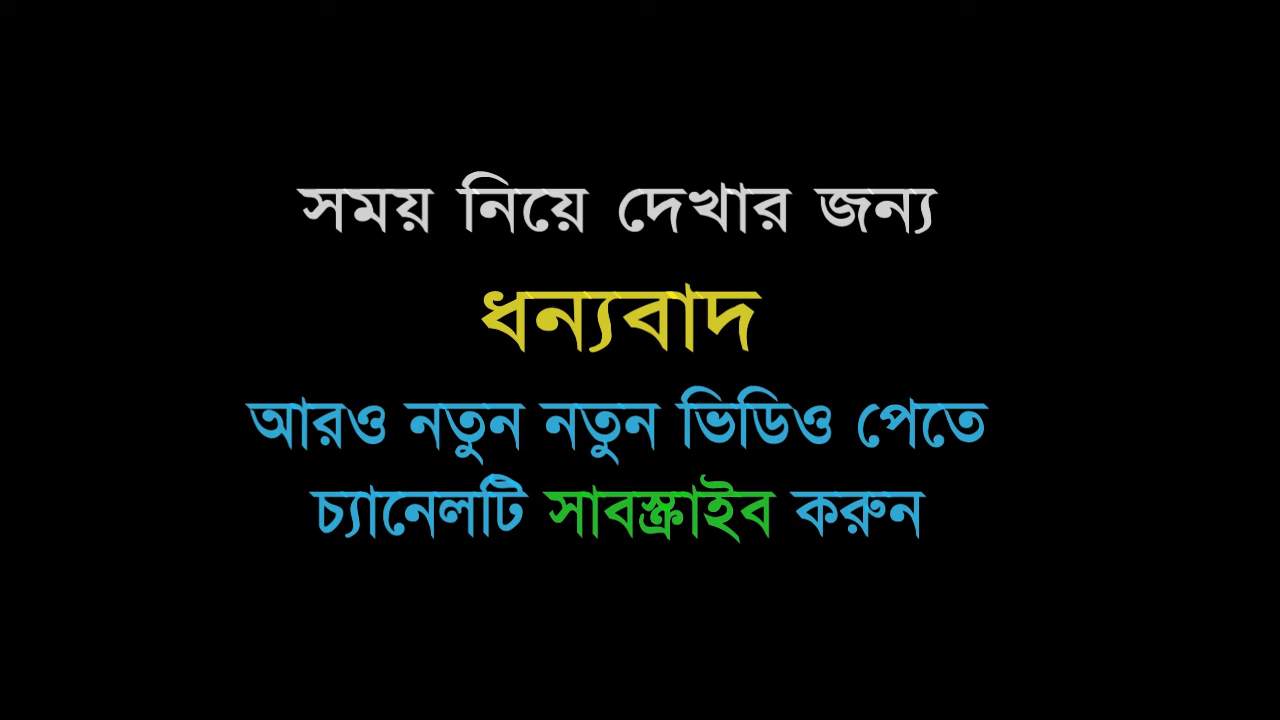 সময় নিয়ে দেখার জন্য
ধন্যবাদ
আরও নতুন নতুন ভিডিও পেতে
চ্যানেলটি সাবস্ক্রাইব করুন